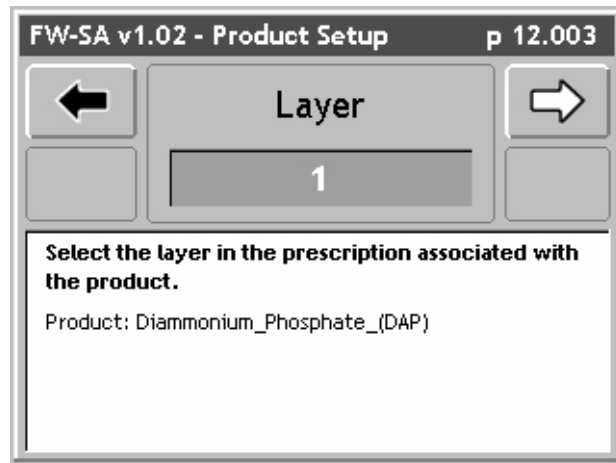 FW-SA v1.02 - Product Setup p 12.003
Layer
1
Select the layer in the prescription associated with
the product.
Product: Diammonium_Phosphate_(DAP)